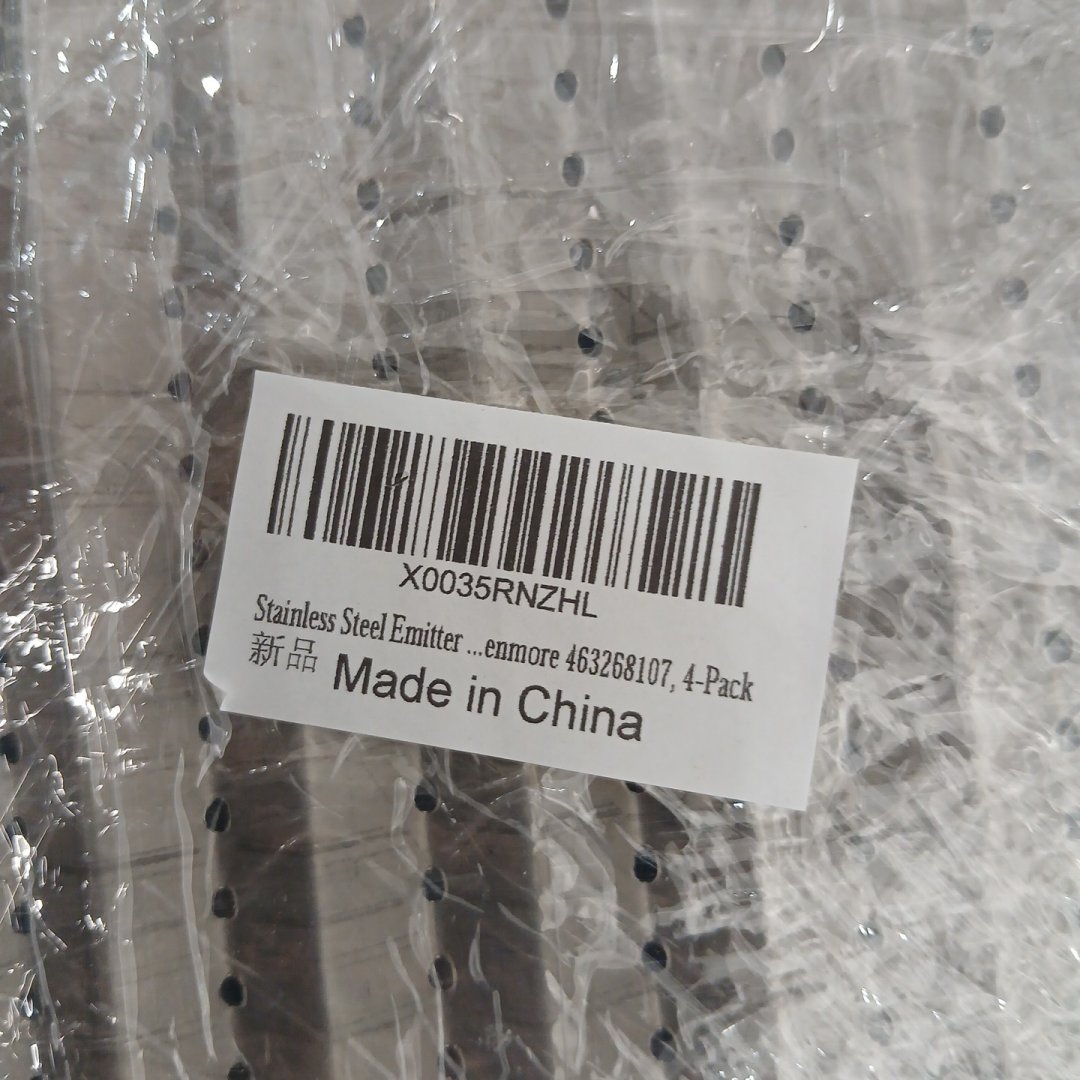 X0035RNZHL
Stainless Steel Emitter ...enmore 463268107, 4-Pack
新品 Made in China